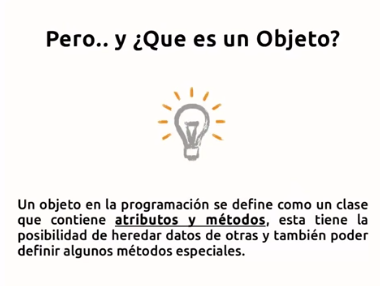 Pero.. y ¿Que es un Objeto?
Un objeto en la programación se define como un clase
que contiene atributos y métodos, esta tiene la
posibilidad de heredar datos de otras y también poder
definir algunos métodos especiales.